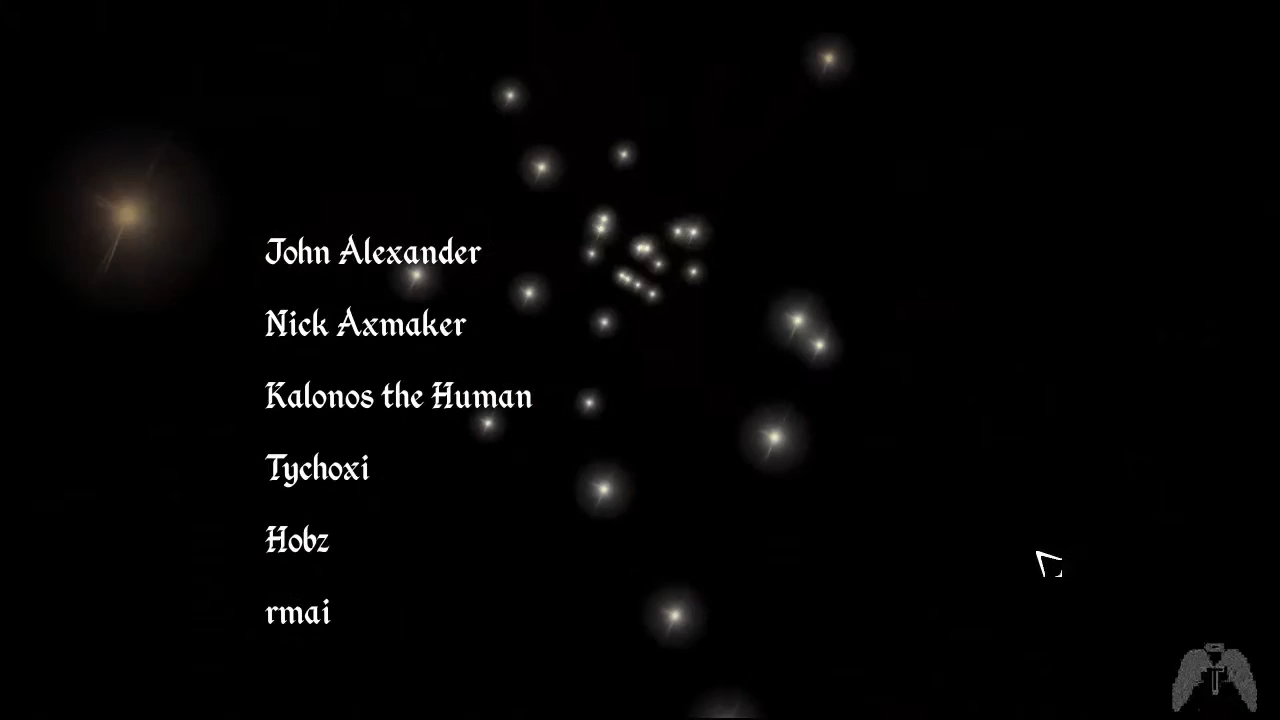 John Alexander
Nick Axmaker
Kalonos the Human
Tychoxi
Hobz
rmai